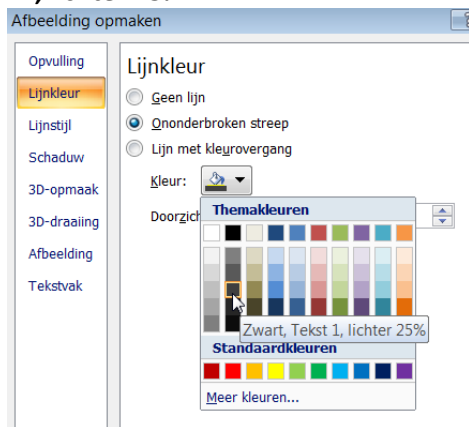 Afbeelding opmaken
Opvulling
Lijnkleur
Lijnstijl
Schaduw
3D-opmaak
3D-draaiing
Afbeelding
Tekstvak
Lijnkleur
Geen lijn
Ononderbroken streep
Lijn met kleurovergang
Kleur:
Doorzich
Themakleuren
Zwart, Tekst 1, lichter 25%
Standaardkleuren
Meer kleuren...